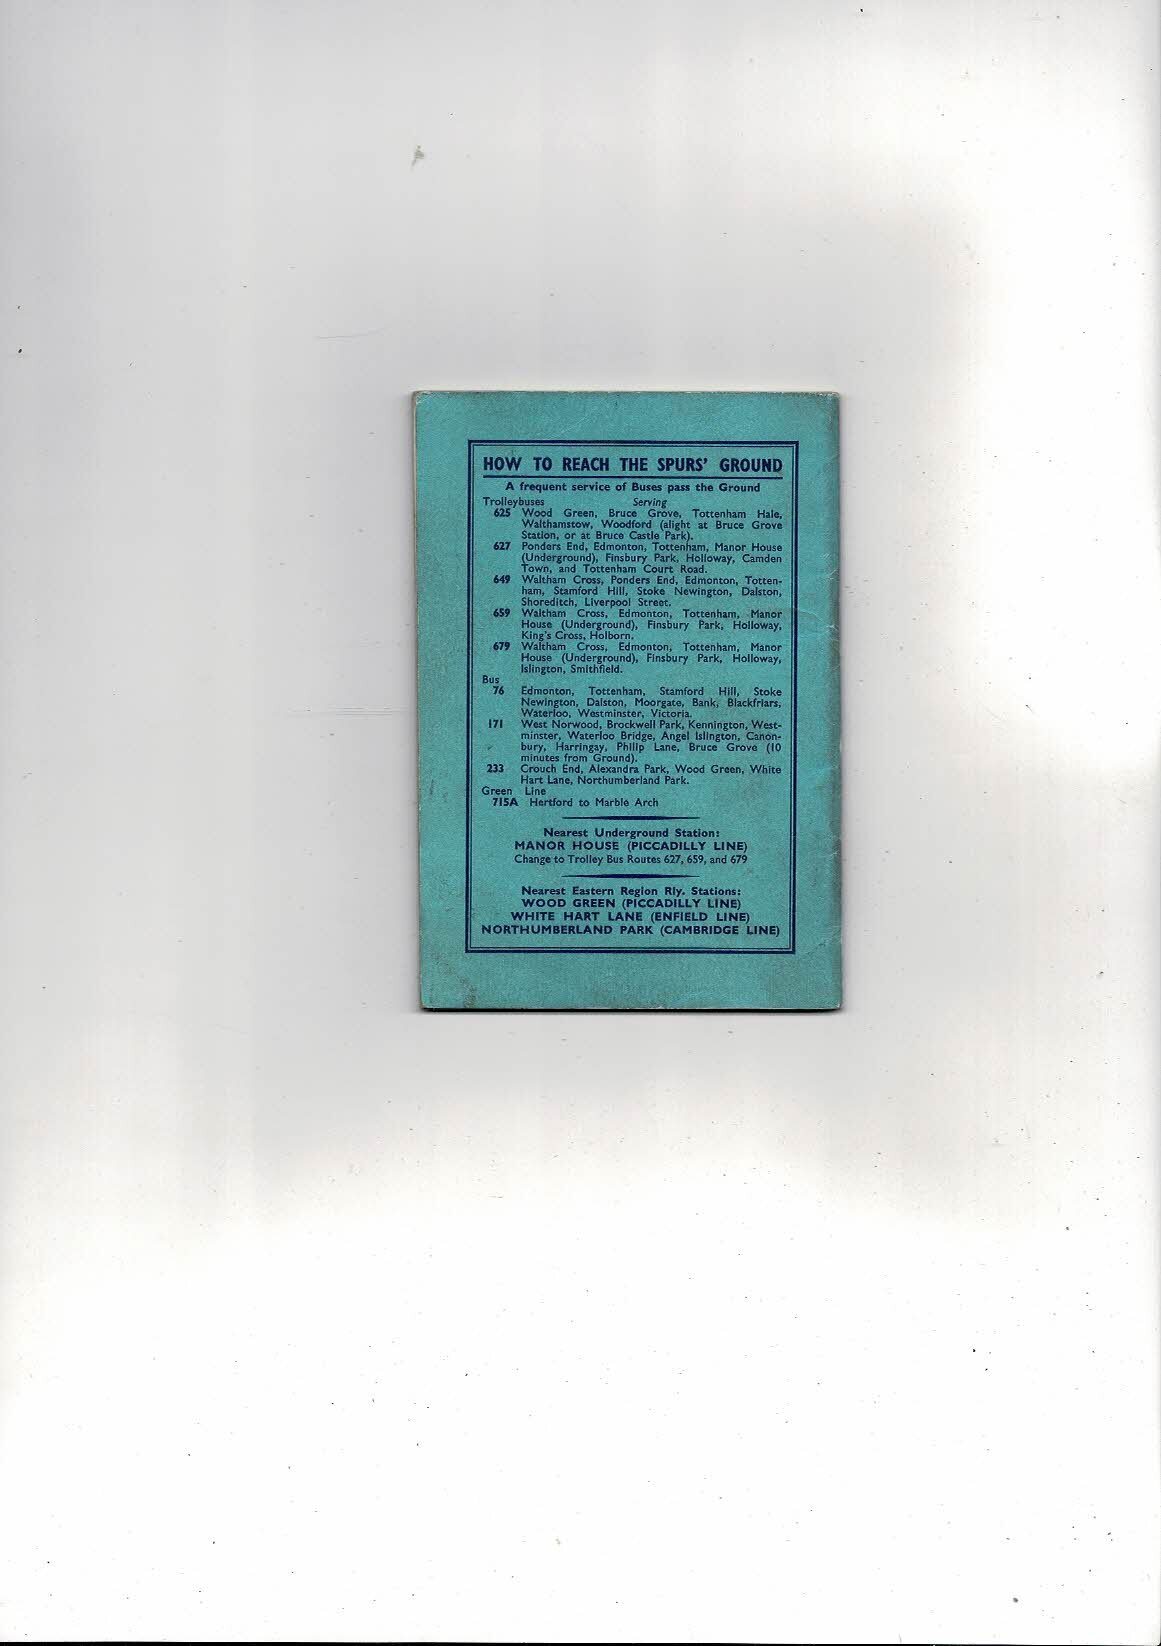 HOW TO REACH THE SPURS' GROUND
A frequent service of Buses pass the Ground
Trolleybuses Serving
625 Wood Green, Bruce Grove, Tottenham Hale,
Walthamstow, Woodford (alight at Bruce Grove
Station, or at Bruce Castle Park).
627 Ponders End, Edmonton, Tottenham, Manor House
(Underground), Finsbury Park, Holloway, Camden
Town, and Tottenham Court Road.
649 Waltham Cross, Ponders End, Edmonton, Totten-
ham, Stamford Hill, Stoke Newington, Dalston,
Shoreditch, Liverpool Street.
659 Waltham Cross, Edmonton, Tottenham, Manor
House (Underground), Finsbury Park, Holloway,
King's Cross, Holborn.
679 Waltham Cross, Edmonton, Tottenham, Manor
House (Underground), Finsbury Park, Holloway,
Islington, Smithfield.
Bus
76 Edmonton, Tottenham, Stamford Hill, Stoke
Newington, Dalston, Moorgate, Bank, Blackfriars,
Waterloo, Westminster, Victoria.
171 West Norwood, Brockwell Park, Kennington, West-
minster, Waterloo Bridge, Angel Islington, Canon-
bury, Harringay, Philip Lane, Bruce Grove (10
minutes from Ground).
233 Crouch End, Alexandra Park, Wood Green, White
Hart Lane, Northumberland Park.
Green Line
715A Hertford to Marble Arch
Nearest Underground Station:
MANOR HOUSE (PICCADILLY LINE)
Change to Trolley Bus Routes 627, 659, and 679
Nearest Eastern Region Rly. Stations:
WOOD GREEN (PICCADILLY LINE)
WHITE HART LANE (ENFIELD LINE)
NORTHUMBERLAND PARK (CAMBRIDGE LINE)